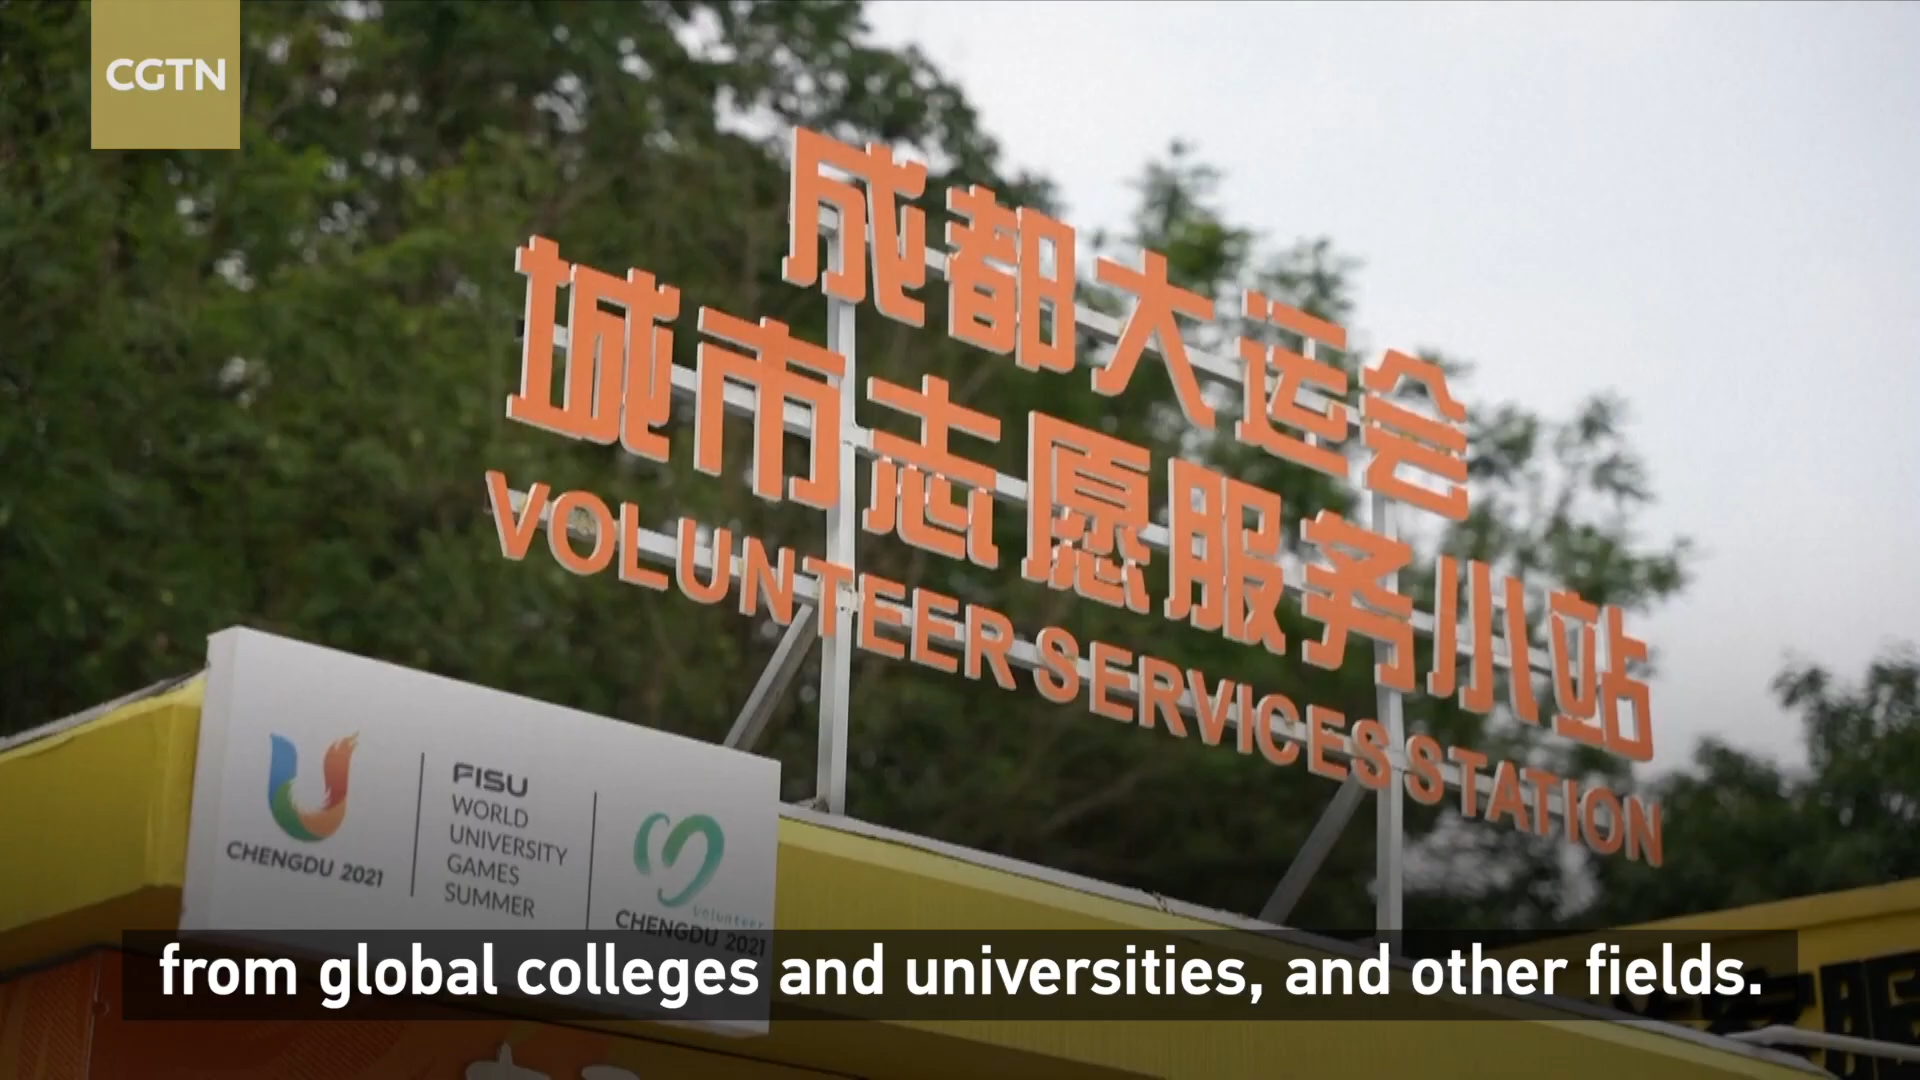 CGTN
成都大运会
城市志愿服务小站
VOLUNTEER SERVICES STATION
CHENGDU 2021
FISU
WORLD
UNIVERSITY
GAMES
SUMMER
volunteer
CHENGDU 2021
from global colleges and universities, and other fields.